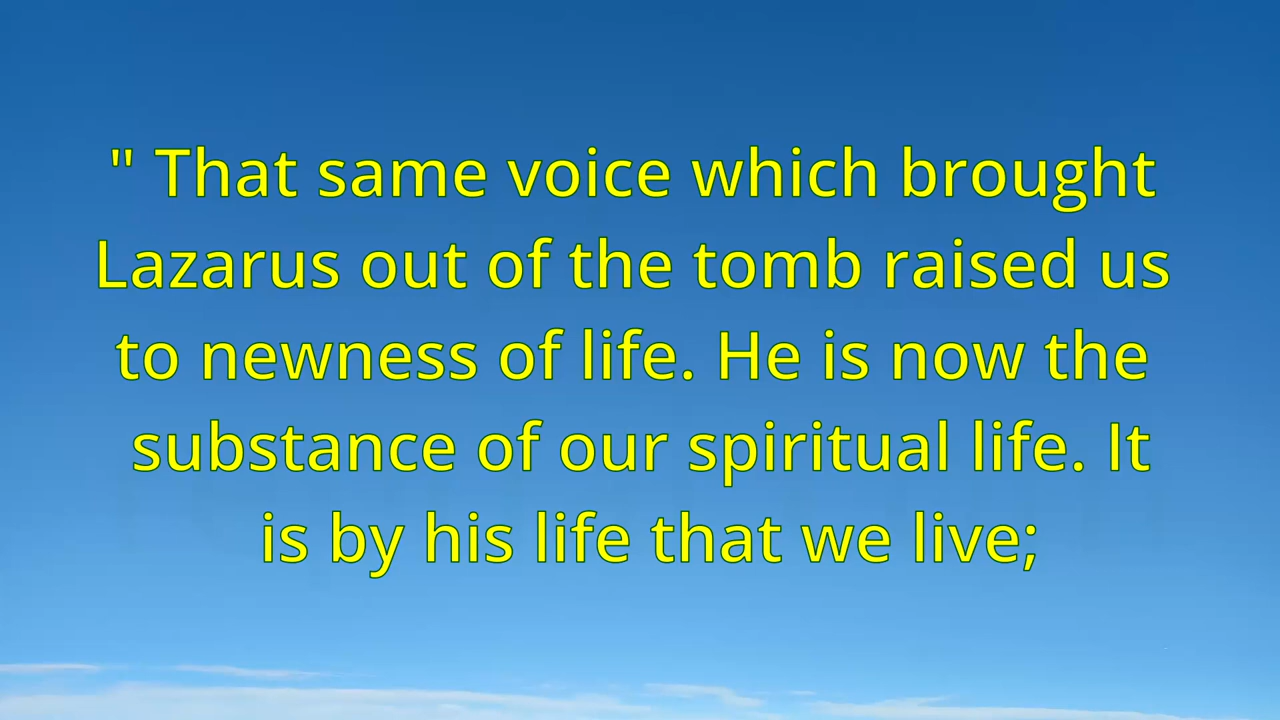 " That same voice which brought
Lazarus out of the tomb raised us
to newness of life. He is now the
substance of our spiritual life. It
is by his life that we live;